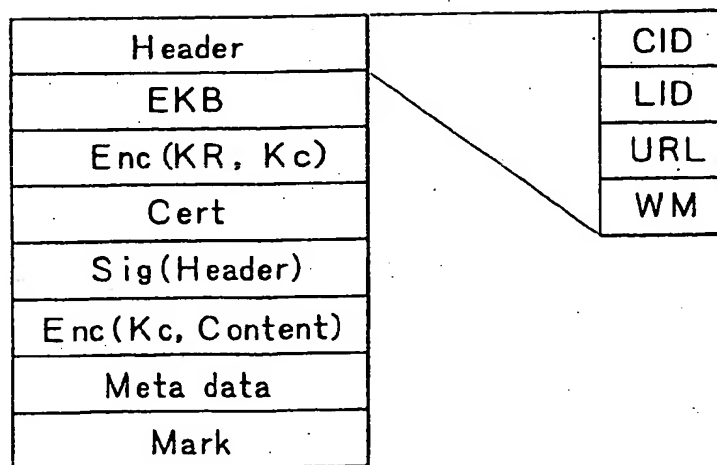 Header
EKB
Enc(KR, Kc)
Cert
Sig(Header)
Enc(Kc, Content)
Meta data
Mark
CID
LID
URL
WM